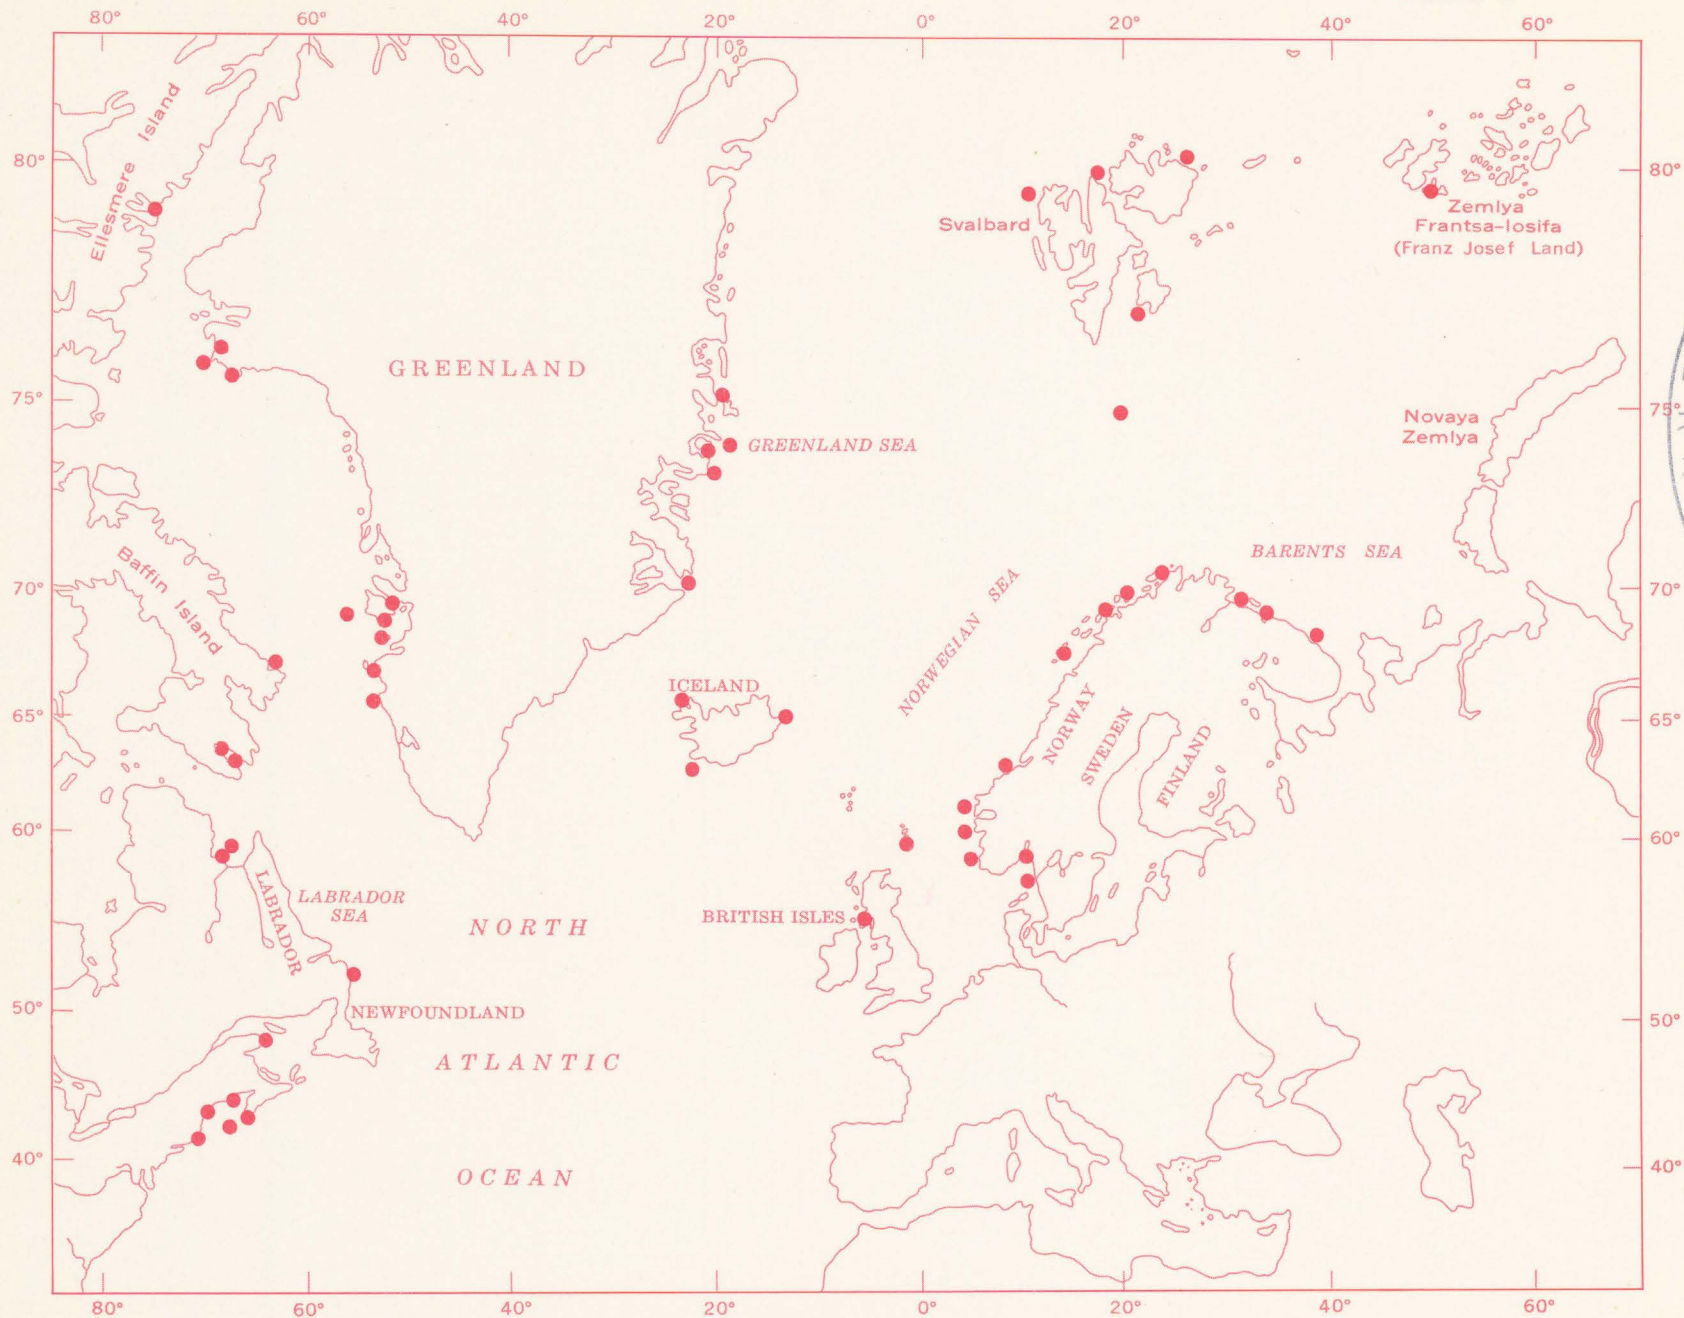 80° 60° 40° 20° 0° 20° 40° 60°
80° 80°
Ellesmere Island
Svalbard
Zemlya
Frantsa-Iosifa
(Franz Josef Land)
GREENLAND
75° 75°
Novaya
Zemlya
GREENLAND SEA
BARENTS SEA
Baffin Island
70° 70°
NORWEGIAN SEA
ICELAND
65° 65°
NORWAY
SWEDEN
FINLAND
60° 60°
LABRADOR
LABRADOR
SEA
NORTH
BRITISH ISLES
50° 50°
NEWFOUNDLAND
ATLANTIC
40° 40°
OCEAN
80° 60° 40° 20° 0° 20° 40° 60°